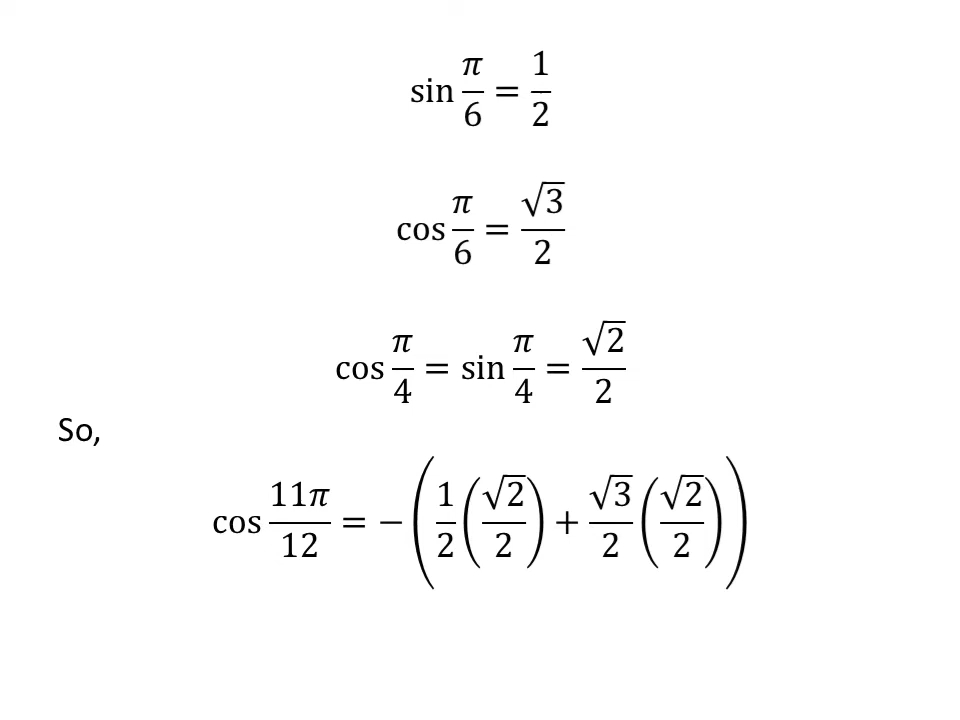 sin π/6 = 1/2
cos π/6 = √3/2
cos π/4 = sin π/4 = √2/2
So,
cos 11π/12 = −(1/2(√2/2) + √3/2(√2/2))